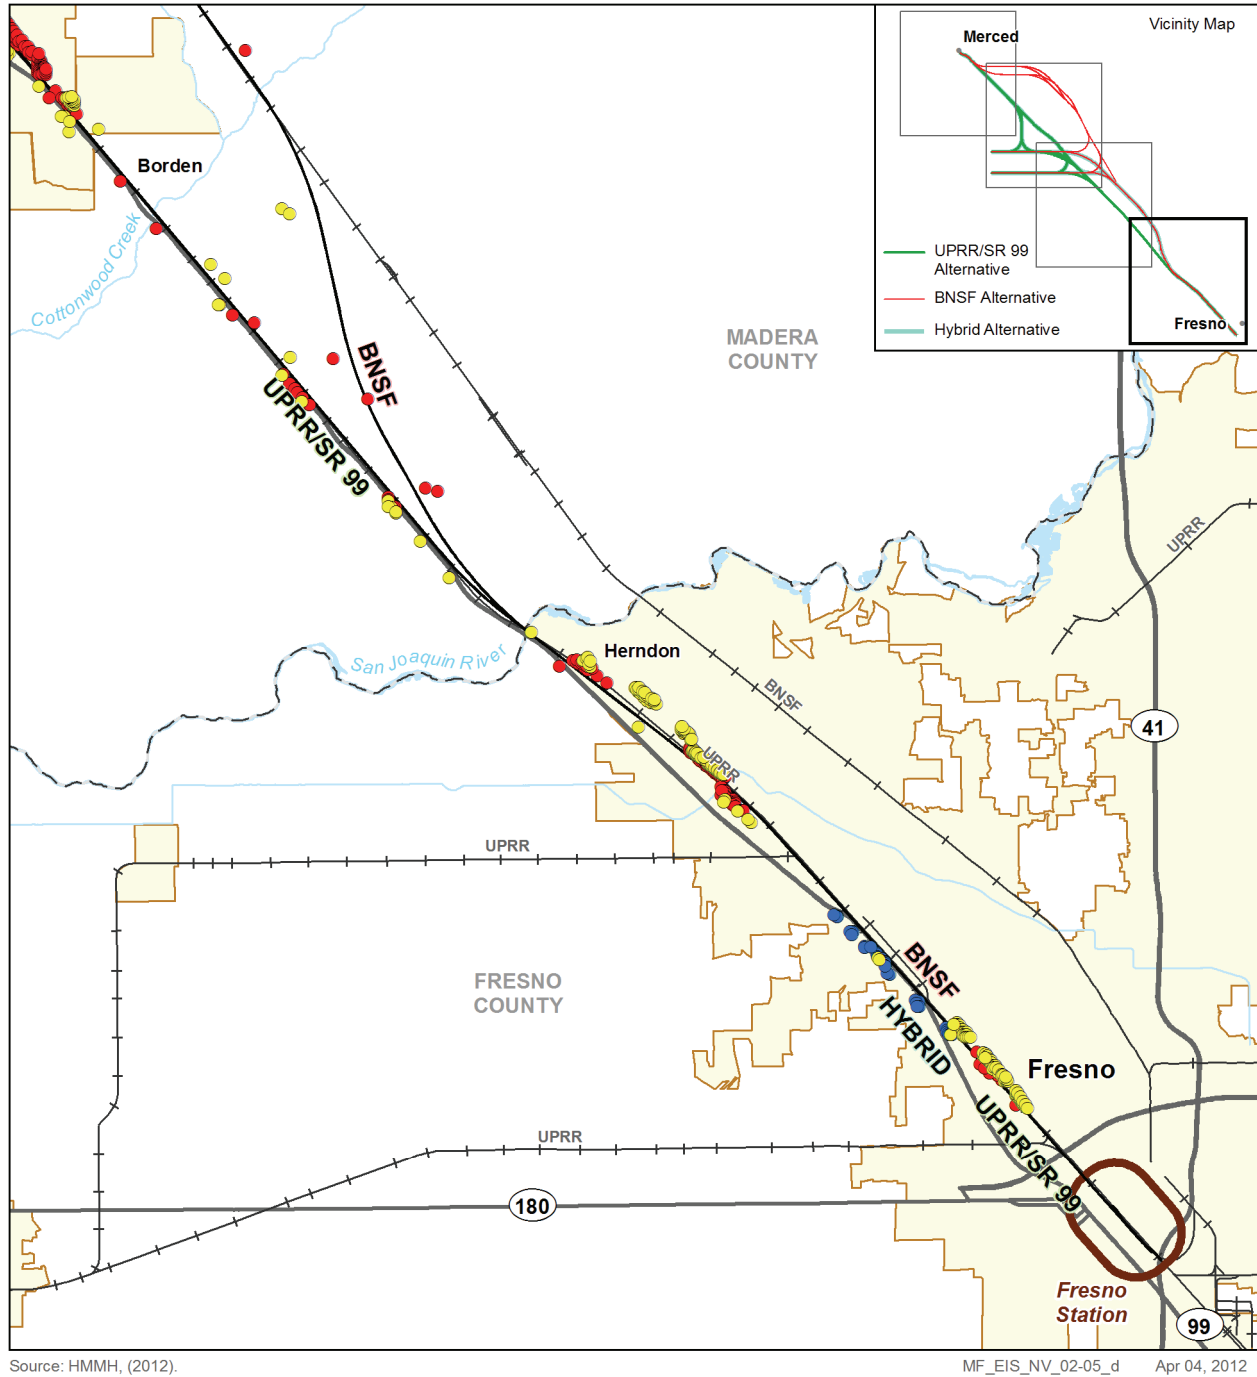 Vicinity Map
Merced
UPRR/SR 99
Alternative
BNSF Alternative
Hybrid Alternative
Fresno
Borden
Cottonwood Creek
MADERA
COUNTY
BNSF
UPRR/SR 99
UPRR
San Joaquin River
Herndon
BNSF
41
UPRR
UPRR
FRESNO
COUNTY
BNSF
HYBRID
Fresno
UPRR/SR 99
UPRR
180
Fresno
Station
99
Source: HMMH, (2012).
MF_EIS_NV_02-05_d
Apr 04, 2012